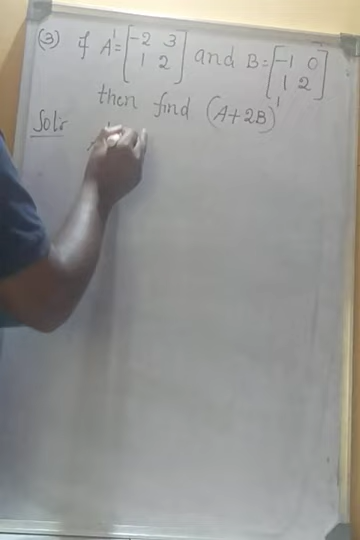 (3) If A' = [-2 3 and B = [-1 0
1 2] 1 2]
then find (A+2B)'
Sol: